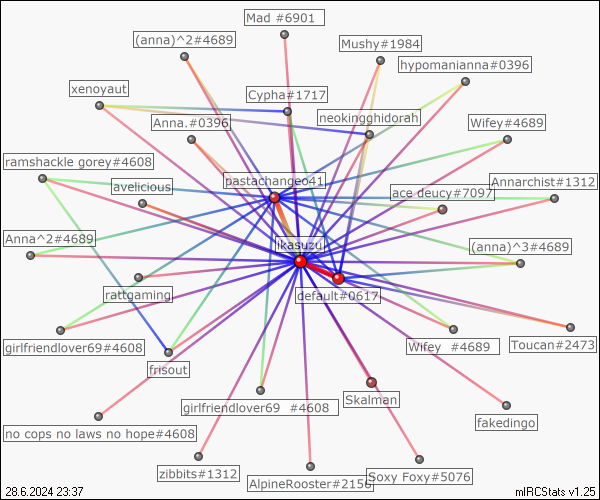 Mad #6901
(anna)^2#4689
Mushy#1984
hypomanianna#0396
xenoyaut
Cypha#1717
neokingghidorah
Anna.#0396
Wifey#4689
ramshackle gorey#4608
avelicious
pastachangeo41
ace deucy#7097
Annarchist#1312
Anna^2#4689
ikasuzu
(anna)^3#4689
rattgaming
default#0617
girlfriendlover69#4608
frisout
Wifey #4689
Toucan#2473
girlfriendlover69 #4608
Skalman
no cops no laws no hope#4608
fakedingo
zibbits#1312
AlpineRooster#2156
Soxy Foxy#5076
28.6.2024 23:37
mIRCStats v1.25